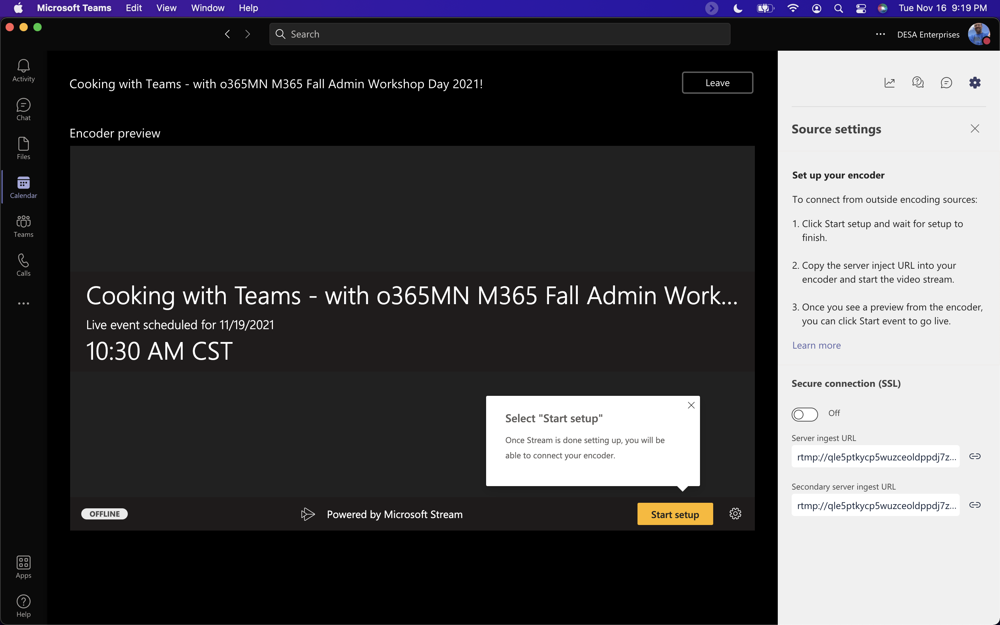 Microsoft Teams Edit View Window Help
Tue Nov 16 9:19 PM
Search
DESA Enterprises
Activity
Chat
Files
Calendar
Teams
Calls
Apps
Help
Cooking with Teams - with o365MN M365 Fall Admin Workshop Day 2021!
Leave
Encoder preview
Cooking with Teams - with o365MN M365 Fall Admin Work...
Live event scheduled for 11/19/2021
10:30 AM CST
Select "Start setup"
Once Stream is done setting up, you will be
able to connect your encoder.
OFFLINE
Powered by Microsoft Stream
Start setup
Source settings
Set up your encoder
To connect from outside encoding sources:
1. Click Start setup and wait for setup to
finish.
2. Copy the server inject URL into your
encoder and start the video stream.
3. Once you see a preview from the encoder,
you can click Start event to go live.
Learn more
Secure connection (SSL)
Off
Server ingest URL
rtmp://qle5ptkycp5wuzceoldppdj7z...
Secondary server ingest URL
rtmp://qle5ptkycp5wuzceoldppdj7z...